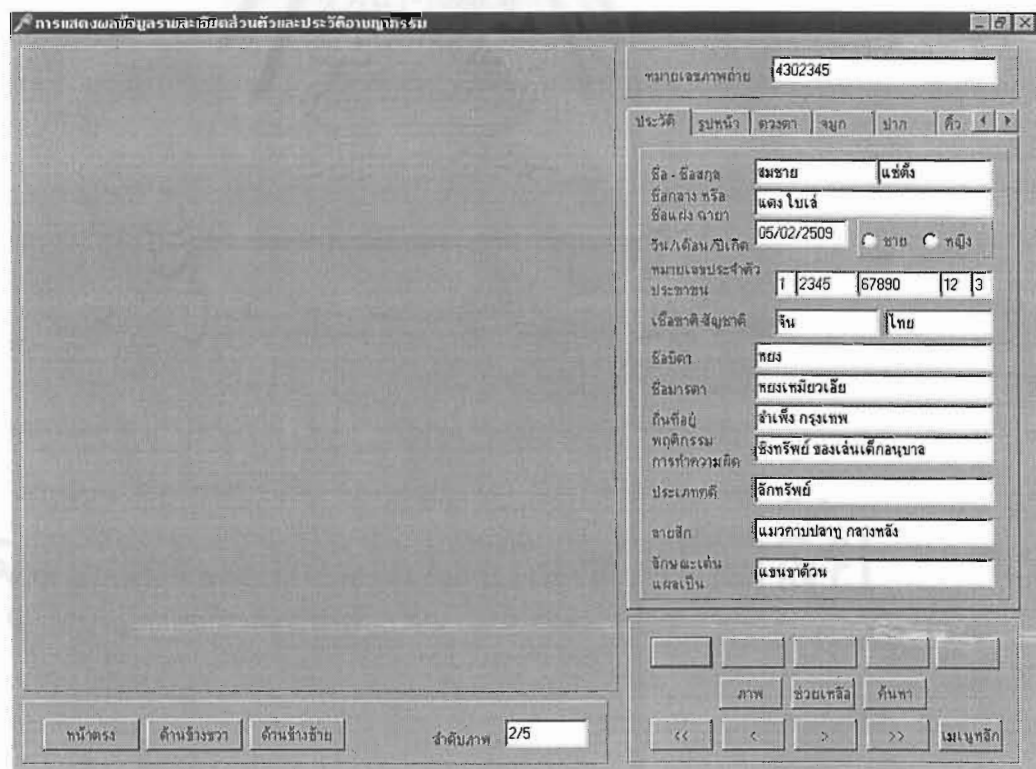 การแสดงผลข้อมูลรายละเอียดส่วนตัวและประวัติอาชญากรรม
หมายเลขภาพถ่าย 4302345
ประวัติ รูปหน้า ดวงตา จมูก ปาก คิ้ว
ชื่อ - ชื่อสกุล สมชาย แซ่ตั้ง
ชื่อกลาง หรือ
ชื่อแฝง ฉายา แดง ไบเล่
วัน/เดือน/ปีเกิด 05/02/2509 ชาย หญิง
หมายเลขประจำตัว
ประชาชน 1 2345 67890 12 3
เชื้อชาติ-สัญชาติ จีน ไทย
ชื่อบิดา หยง
ชื่อมารดา หยงเหมียวเอี๊ย
ถิ่นที่อยู่ สำเพ็ง กรุงเทพ
พฤติกรรม
การทำความผิด ชิงทรัพย์ ของเล่นเด็กอนุบาล
ประเภทคดี ลักทรัพย์
ลายสัก แมวคาบปลาทู กลางหลัง
ลักษณะเด่น
แผลเป็น แขนขาด้วน
ภาพ ช่วยเหลือ ค้นหา
<< < > >> เมนูหลัก
หน้าตรง ด้านข้างขวา ด้านข้างซ้าย ลำดับภาพ 2/5